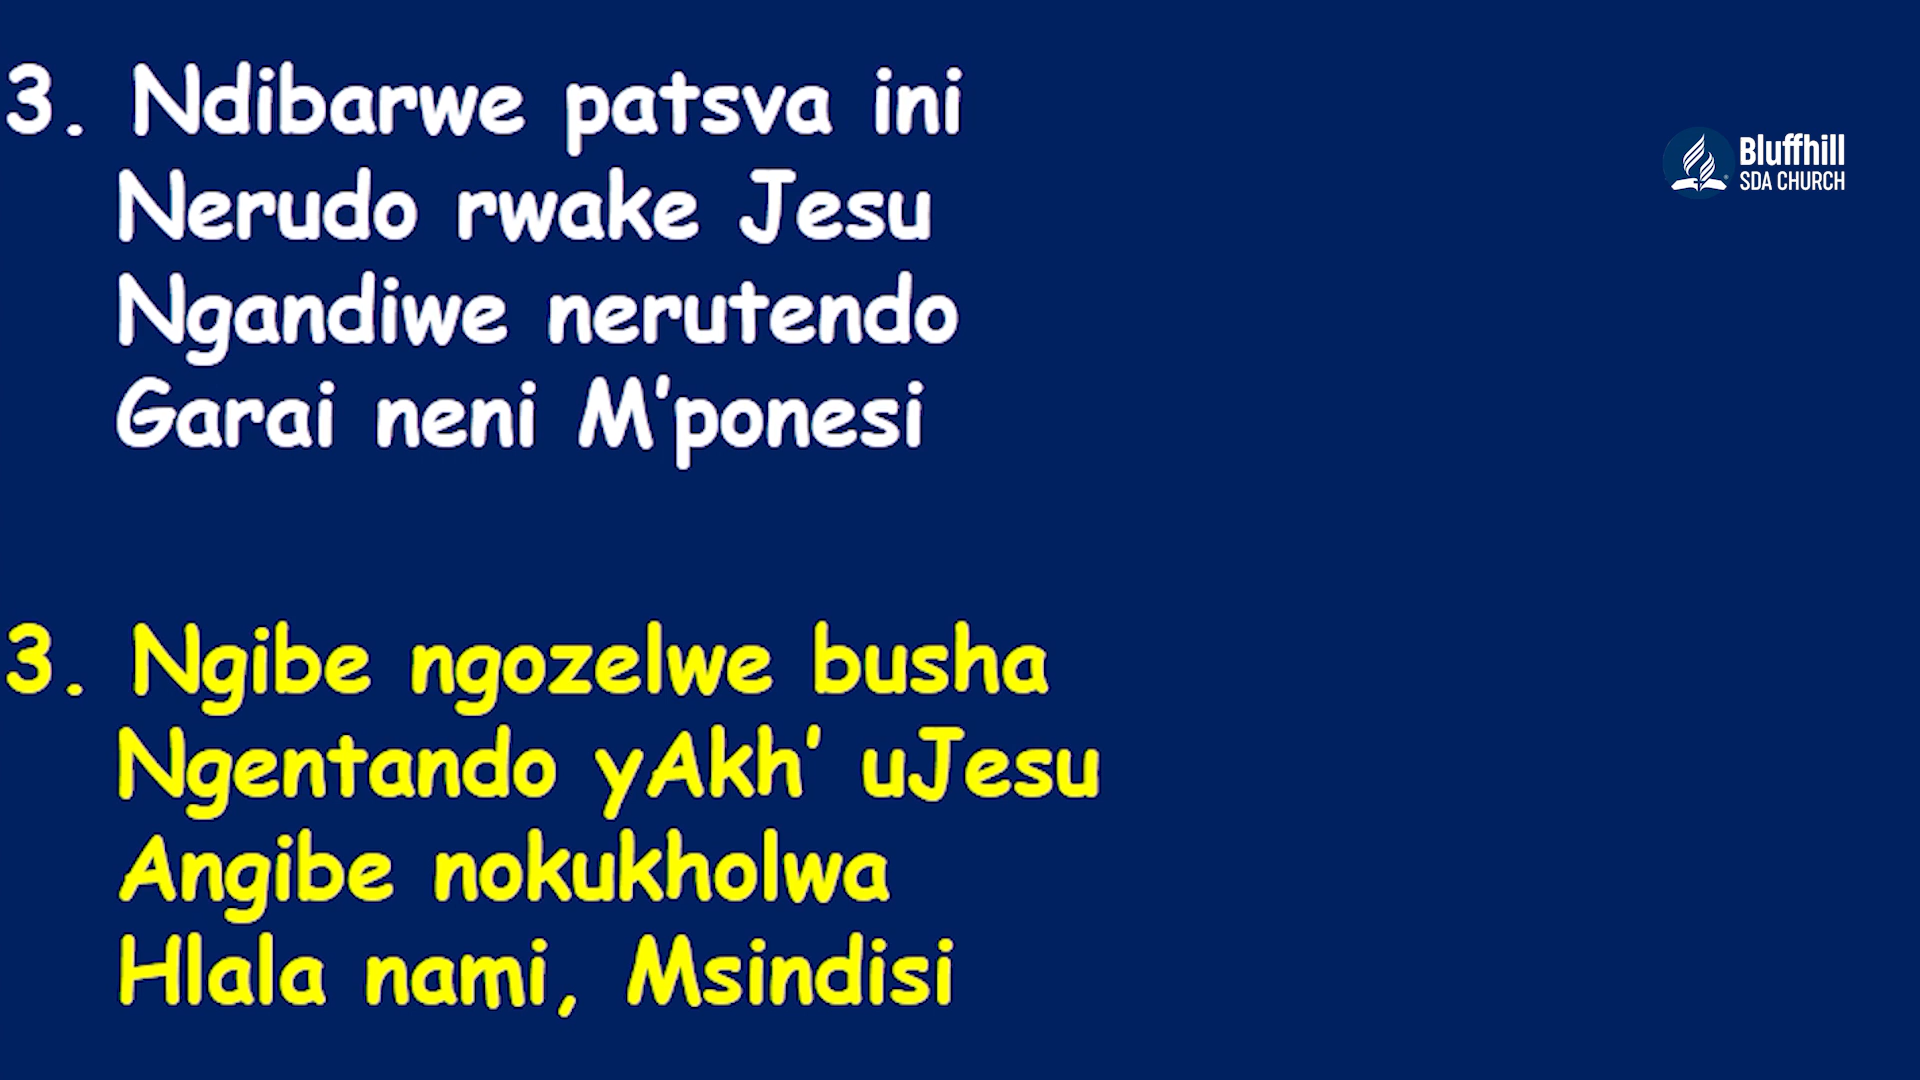 3. Ndibarwe patsva ini
Nerudo rwake Jesu
Ngandiwe nerutendo
Garai neni M'ponesi
Bluffhill
SDA CHURCH
3. Ngibe ngozelwe busha
Ngentando yAkh' uJesu
Angibe nokukholwa
Hlala nami, Msindisi